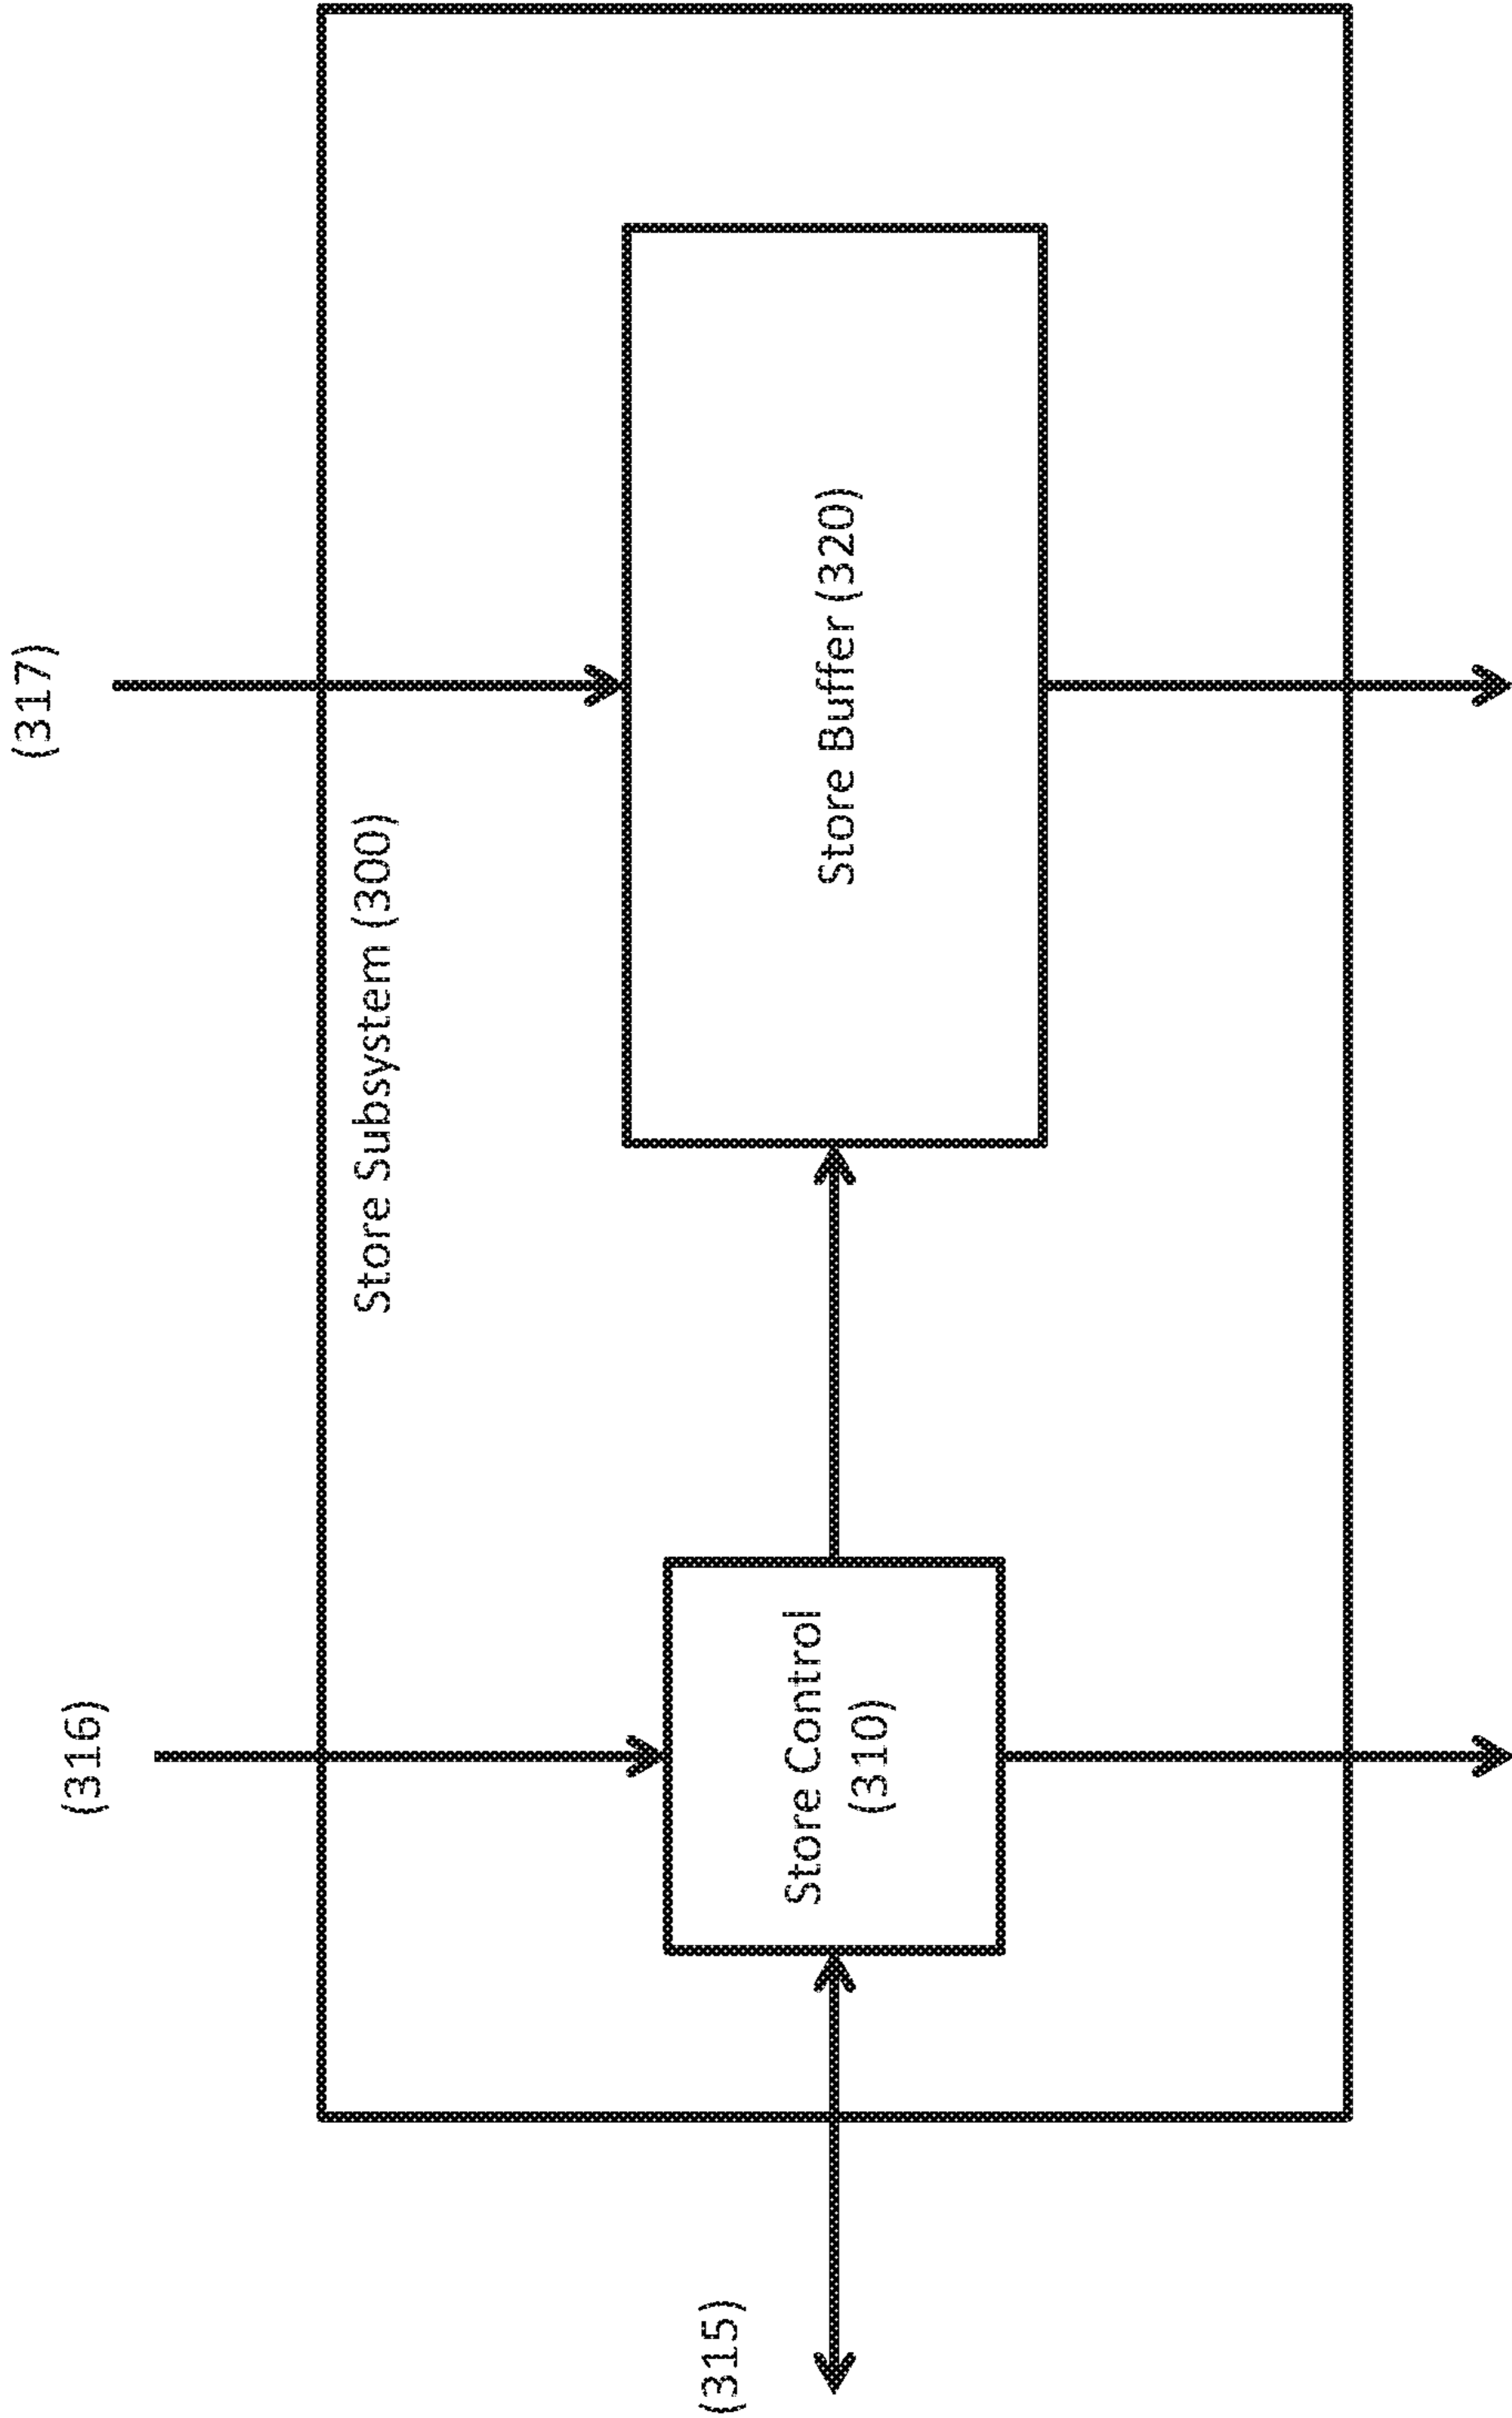 (317)
(316)
Store Subsystem (300)
(315)
Store Control
(310)
Store Buffer (320)